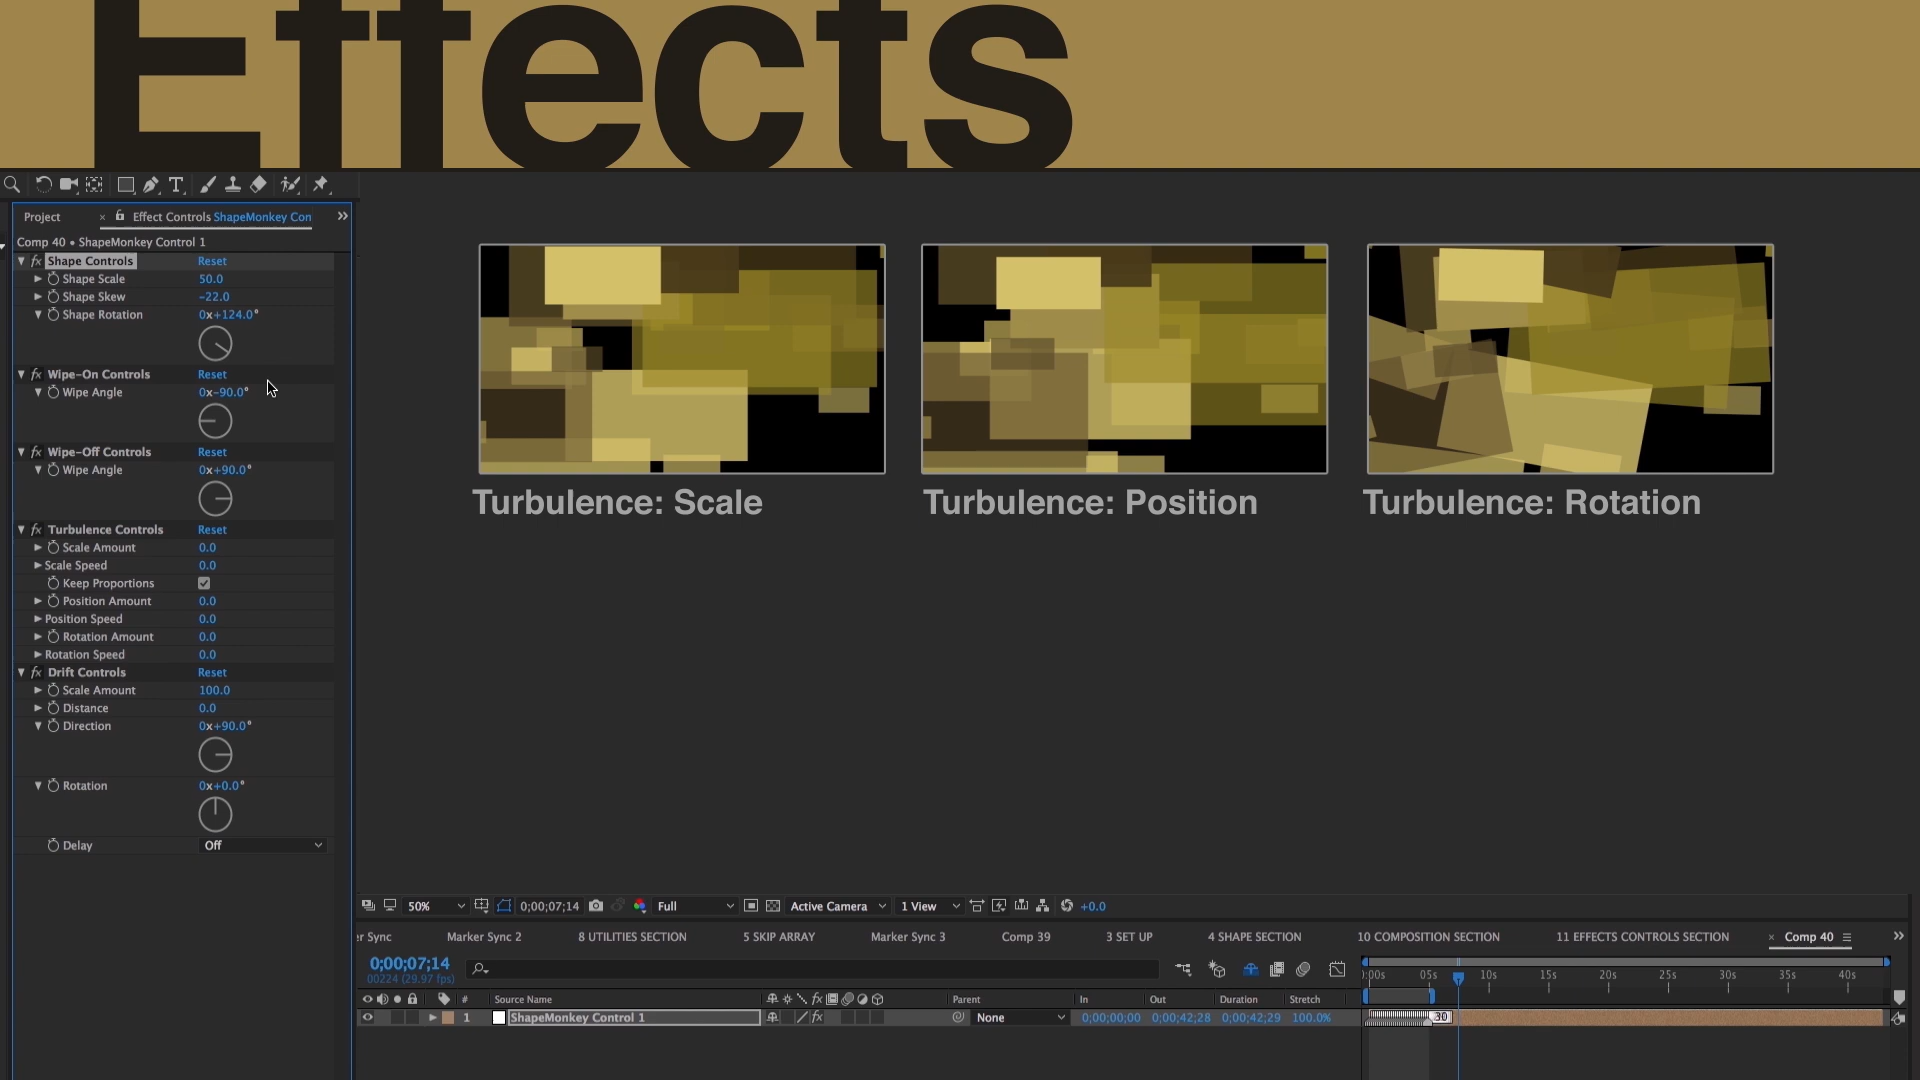 Effects
Project
Effect Controls ShapeMonkey Con
Comp 40 • ShapeMonkey Control 1
fx Shape Controls Reset
Shape Scale 50.0
Shape Skew -22.0
Shape Rotation 0x+124.0°
fx Wipe-On Controls Reset
Wipe Angle 0x-90.0°
fx Wipe-Off Controls Reset
Wipe Angle 0x+90.0°
fx Turbulence Controls Reset
Scale Amount 0.0
Scale Speed 0.0
Keep Proportions
Position Amount 0.0
Position Speed 0.0
Rotation Amount 0.0
Rotation Speed 0.0
fx Drift Controls Reset
Scale Amount 100.0
Distance 0.0
Direction 0x+90.0°
Rotation 0x+0.0°
Delay Off
Turbulence: Scale
Turbulence: Position
Turbulence: Rotation
50% 0;00;07;14 Full Active Camera 1 View +0.0
er Sync Marker Sync 2 8 UTILITIES SECTION 5 SKIP ARRAY Marker Sync 3 Comp 39 3 SET UP 4 SHAPE SECTION 10 COMPOSITION SECTION 11 EFFECTS CONTROLS SECTION Comp 40
0;00;07;14
00224 (29.97 fps)
):00s 05s 10s 15s 20s 25s 30s 35s 40s
# Source Name fx Parent In Out Duration Stretch
1 ShapeMonkey Control 1 fx None 0;00;00;00 0;00;42;28 0;00;42;29 100.0% 30